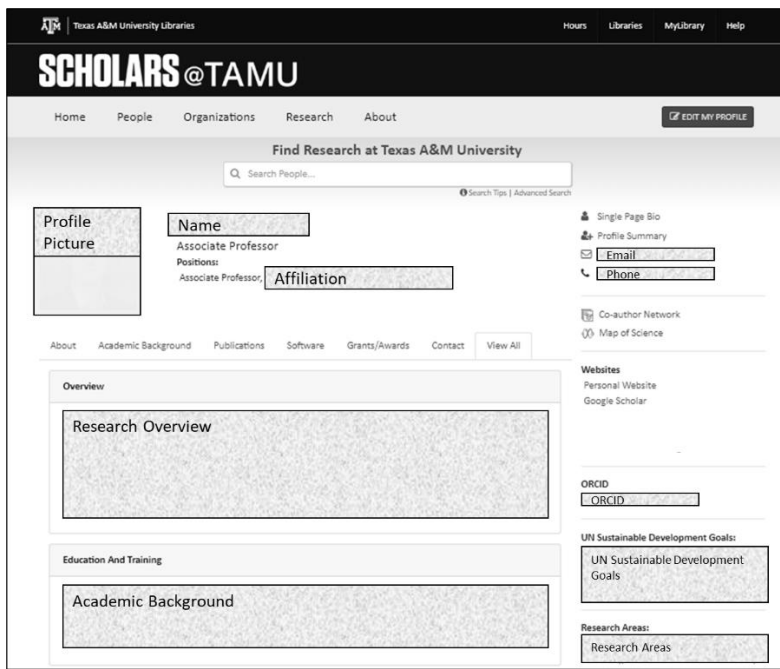 ĀM Texas A&M University Libraries
Hours Libraries MyLibrary Help
SCHOLARS @TAMU
Home People Organizations Research About
EDIT MY PROFILE
Find Research at Texas A&M University
Search People...
Search Tips | Advanced Search
Profile
Picture
Name
Associate Professor
Positions:
Associate Professor, Affiliation
Single Page Bio
Profile Summary
Email
Phone
Co-author Network
Map of Science
About Academic Background Publications Software Grants/Awards Contact View All
Overview
Research Overview
Education And Training
Academic Background
Websites
Personal Website
Google Scholar
ORCID
ORCID
UN Sustainable Development Goals:
UN Sustainable Development
Goals
Research Areas:
Research Areas